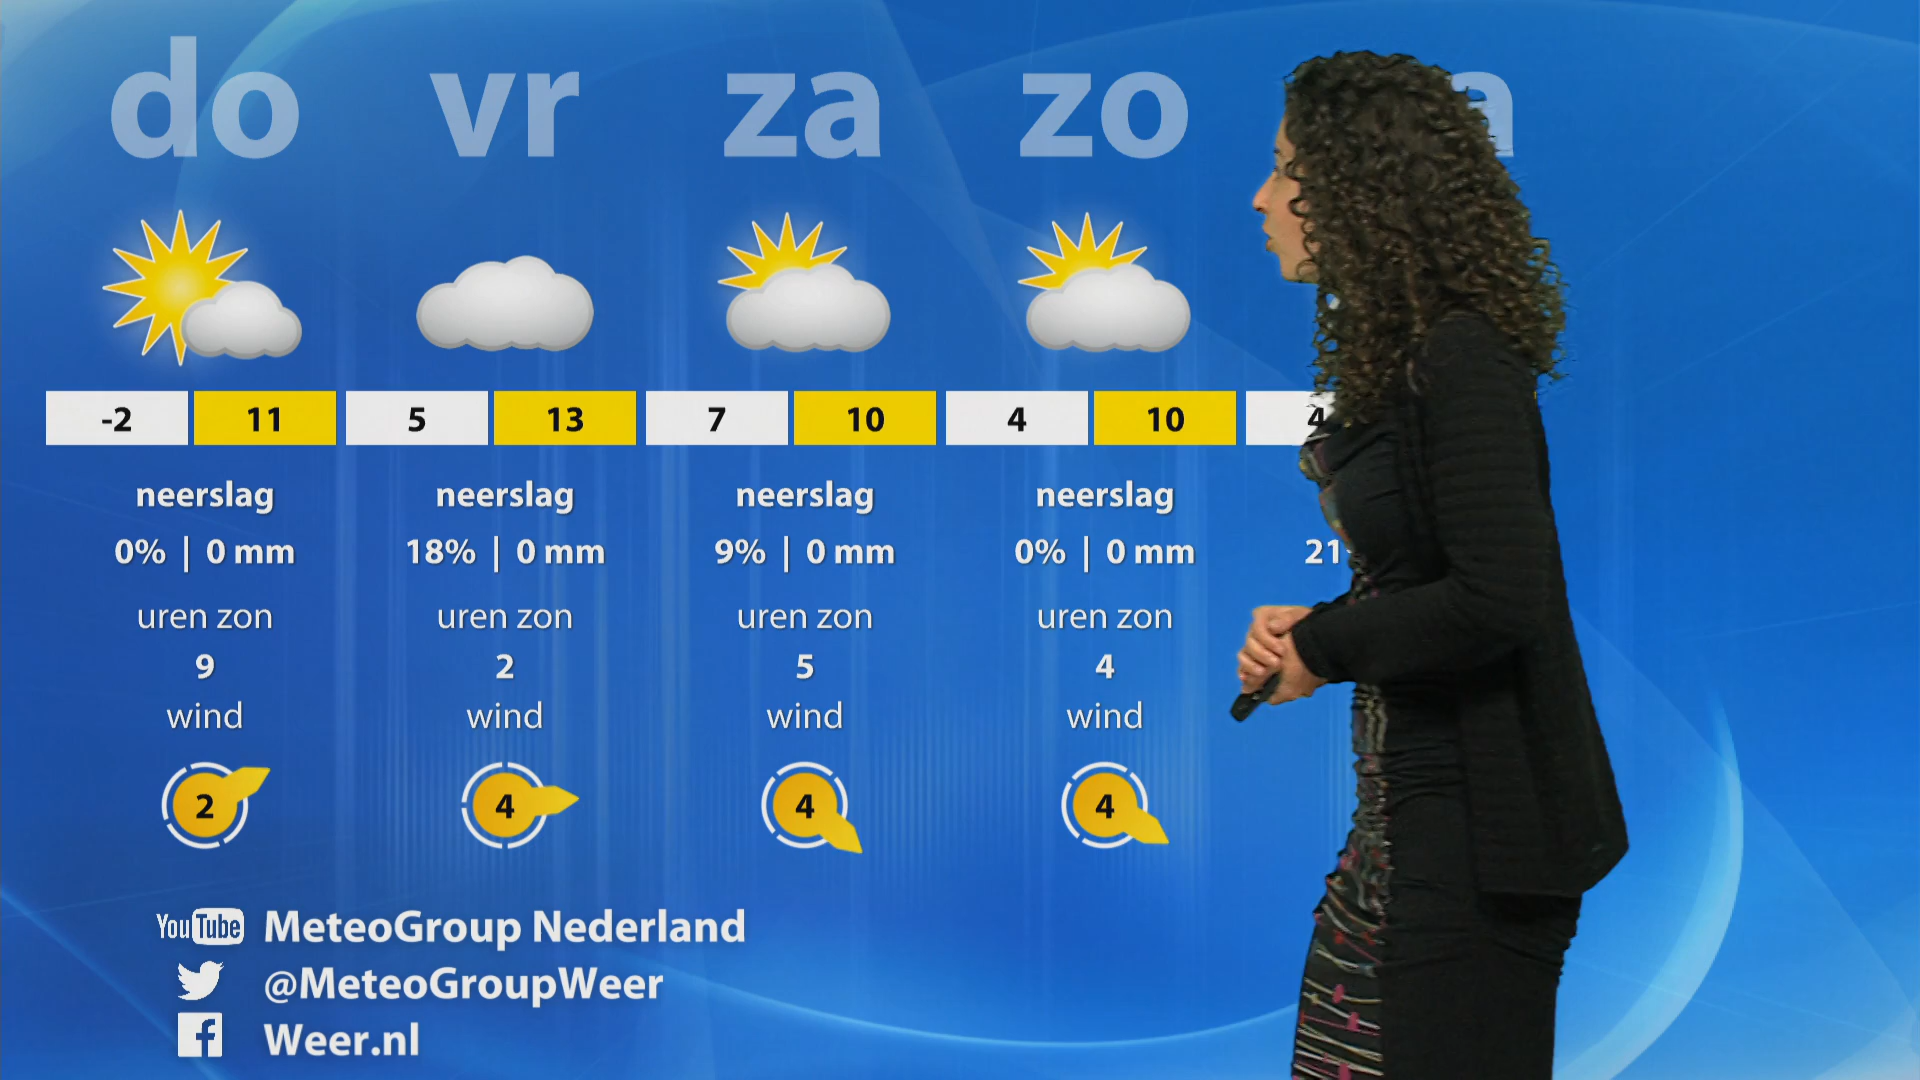 do vr za zo a
-2 11 5 13 7 10 4 10 4
neerslag neerslag neerslag neerslag
0% | 0 mm 18% | 0 mm 9% | 0 mm 0% | 0 mm 21
uren zon uren zon uren zon uren zon
9 2 5 4
wind wind wind wind
2 4 4 4
YouTube MeteoGroup Nederland
@MeteoGroupWeer
Weer.nl